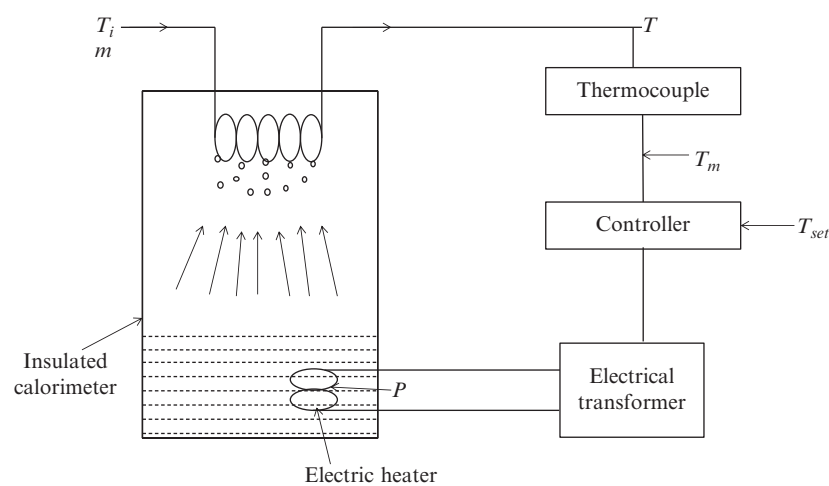 T_i
m
T
Thermocouple
T_m
Controller
T_set
Insulated
calorimeter
P
Electrical
transformer
Electric heater